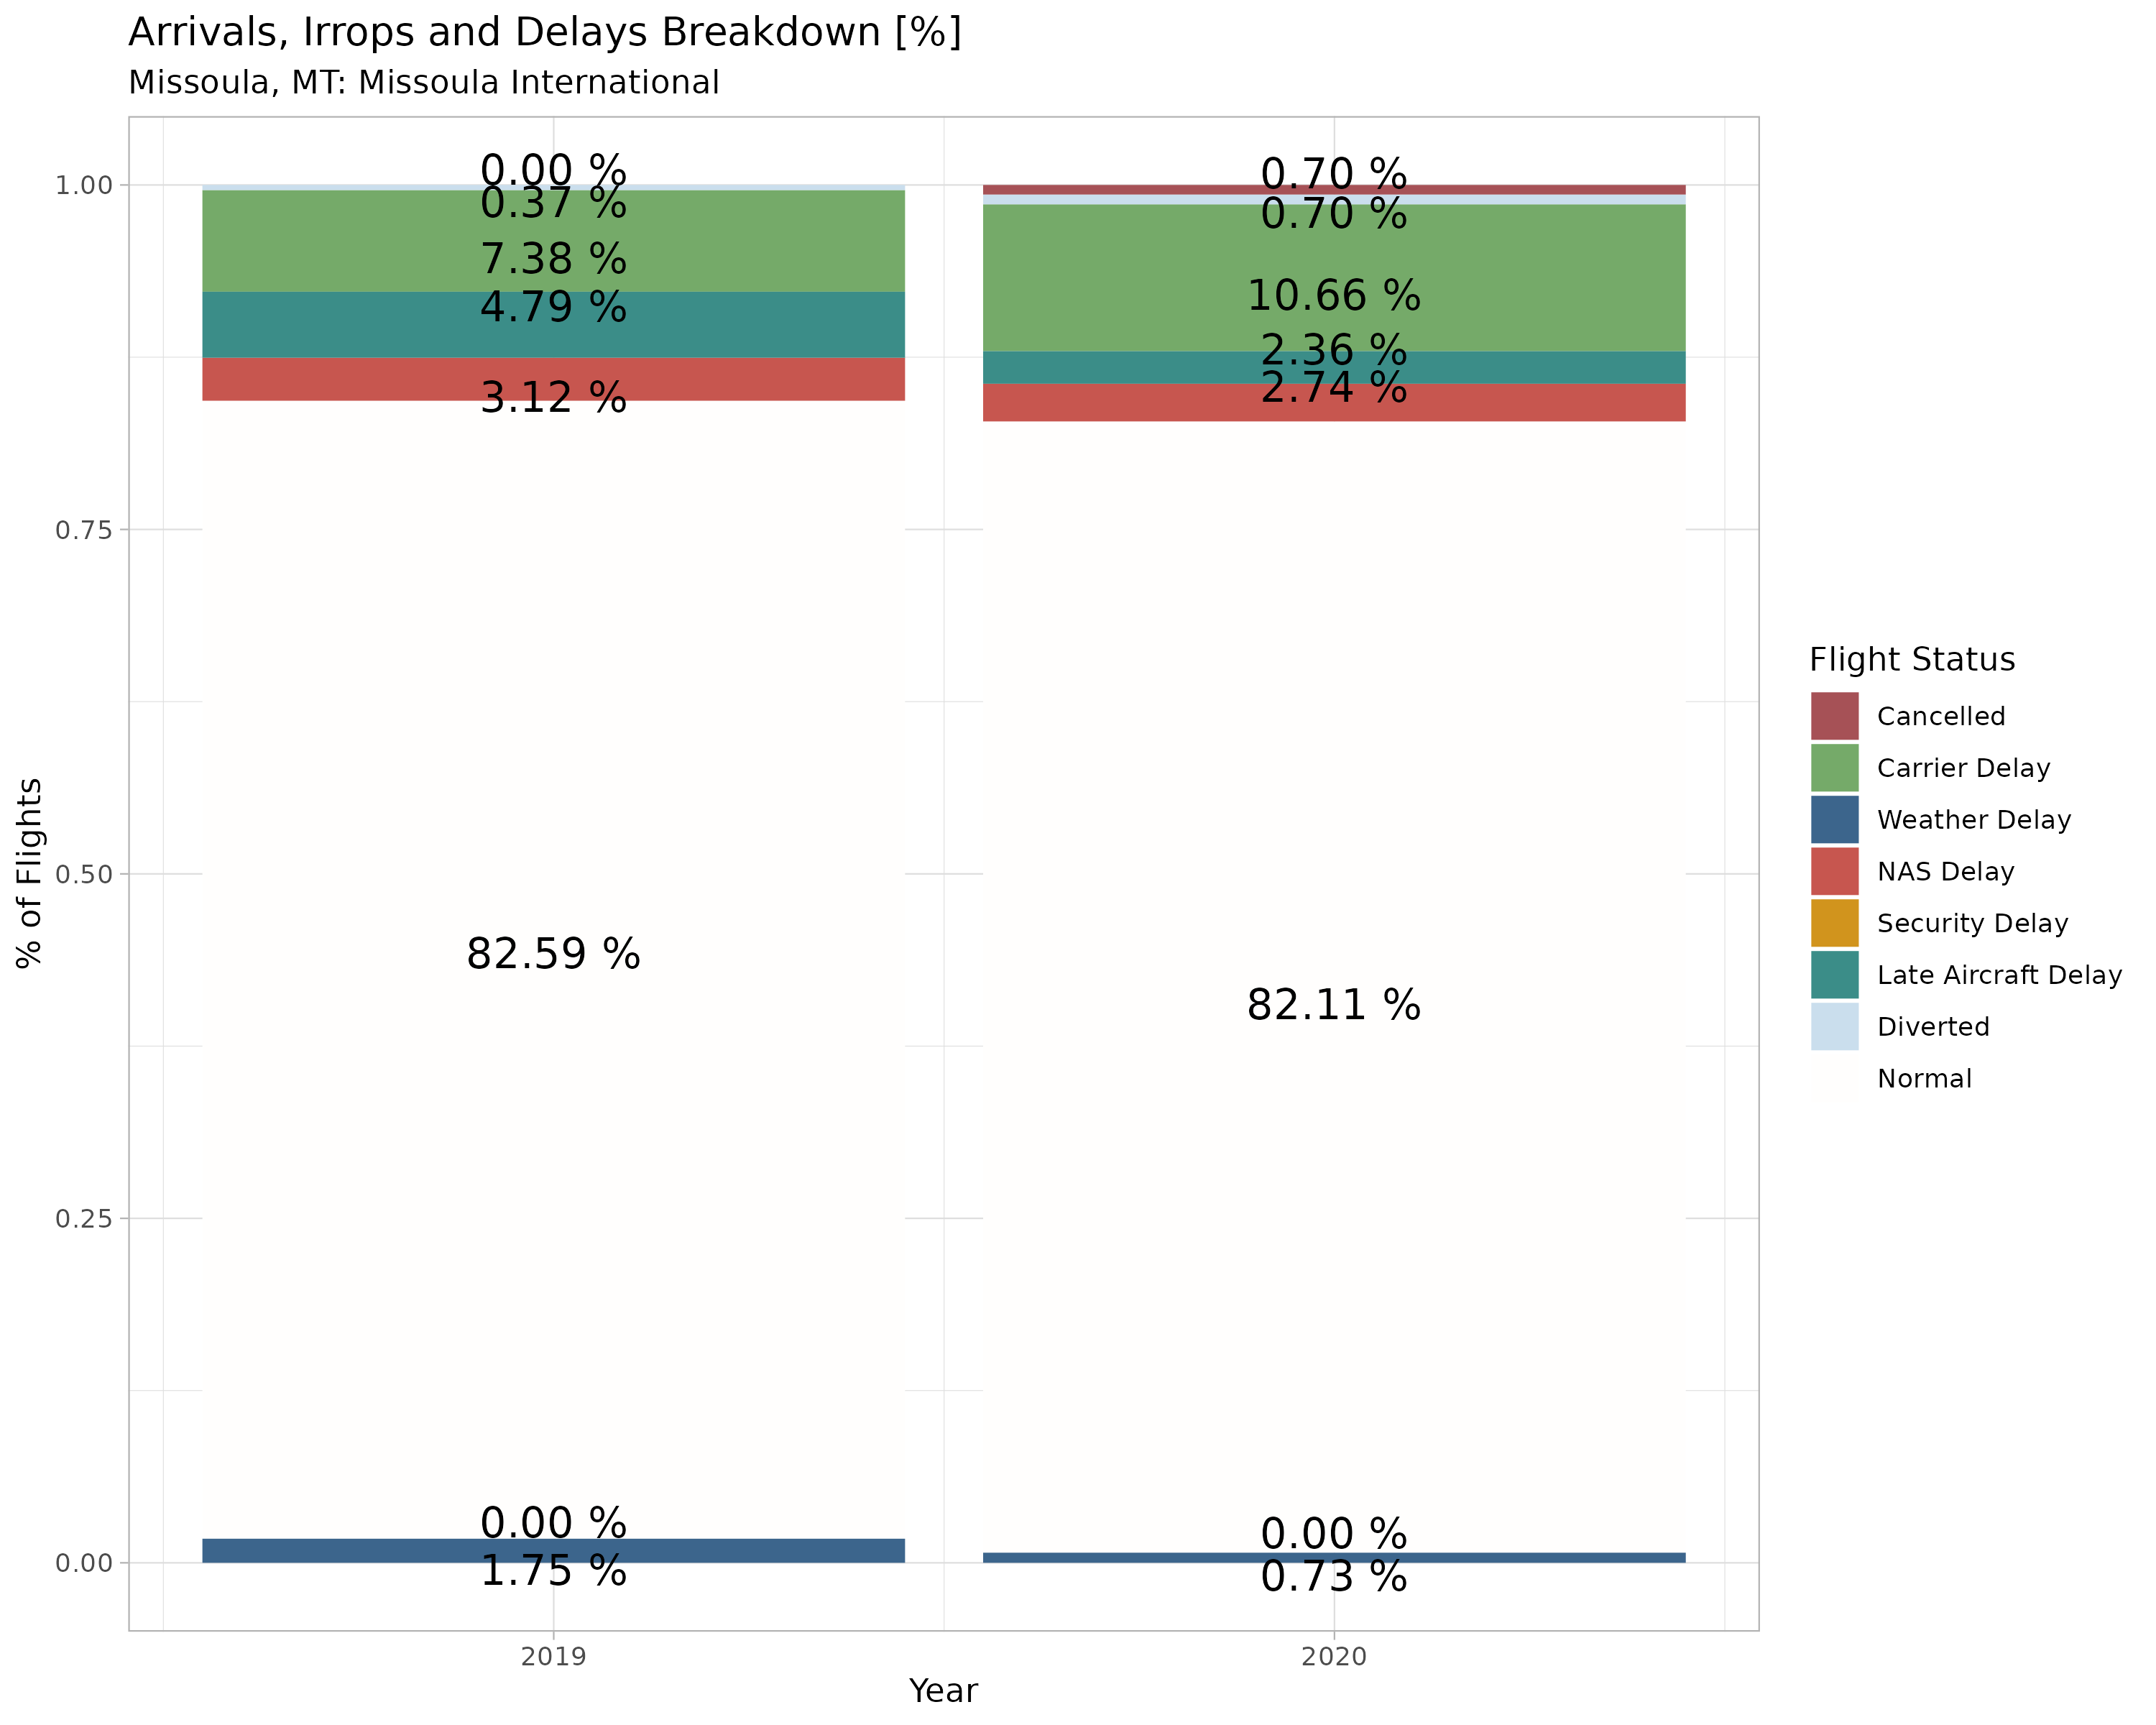 Arrivals, Irrops and Delays Breakdown [%]
Missoula, MT: Missoula International
% of Flights
1.00
0.75
0.50
0.25
0.00
0.00 %
0.37 %
7.38 %
4.79 %
3.12 %
82.59 %
0.00 %
1.75 %
0.70 %
0.70 %
10.66 %
2.36 %
2.74 %
82.11 %
0.00 %
0.73 %
2019
2020
Year
Flight Status
Cancelled
Carrier Delay
Weather Delay
NAS Delay
Security Delay
Late Aircraft Delay
Diverted
Normal